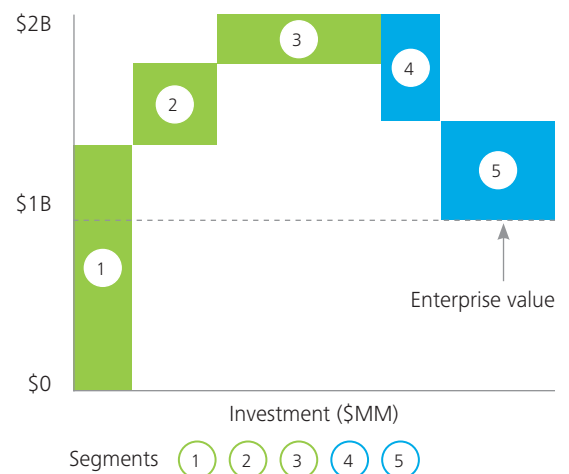 $2B
3
4
2
5
$1B
1
Enterprise value
$0
Investment ($MM)
Segments 1 2 3 4 5